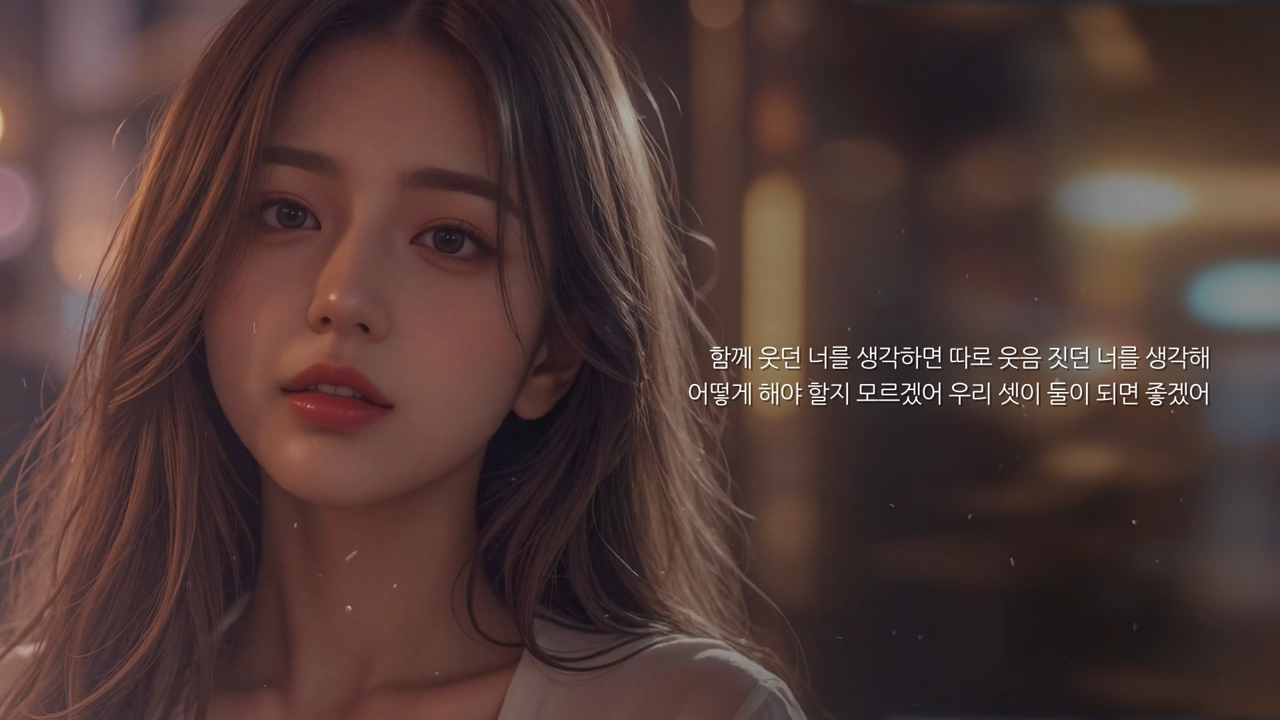 함께 웃던 너를 생각하면 따로 웃음 짓던 너를 생각해
어떻게 해야 할지 모르겠어 우리 셋이 둘이 되면 좋겠어